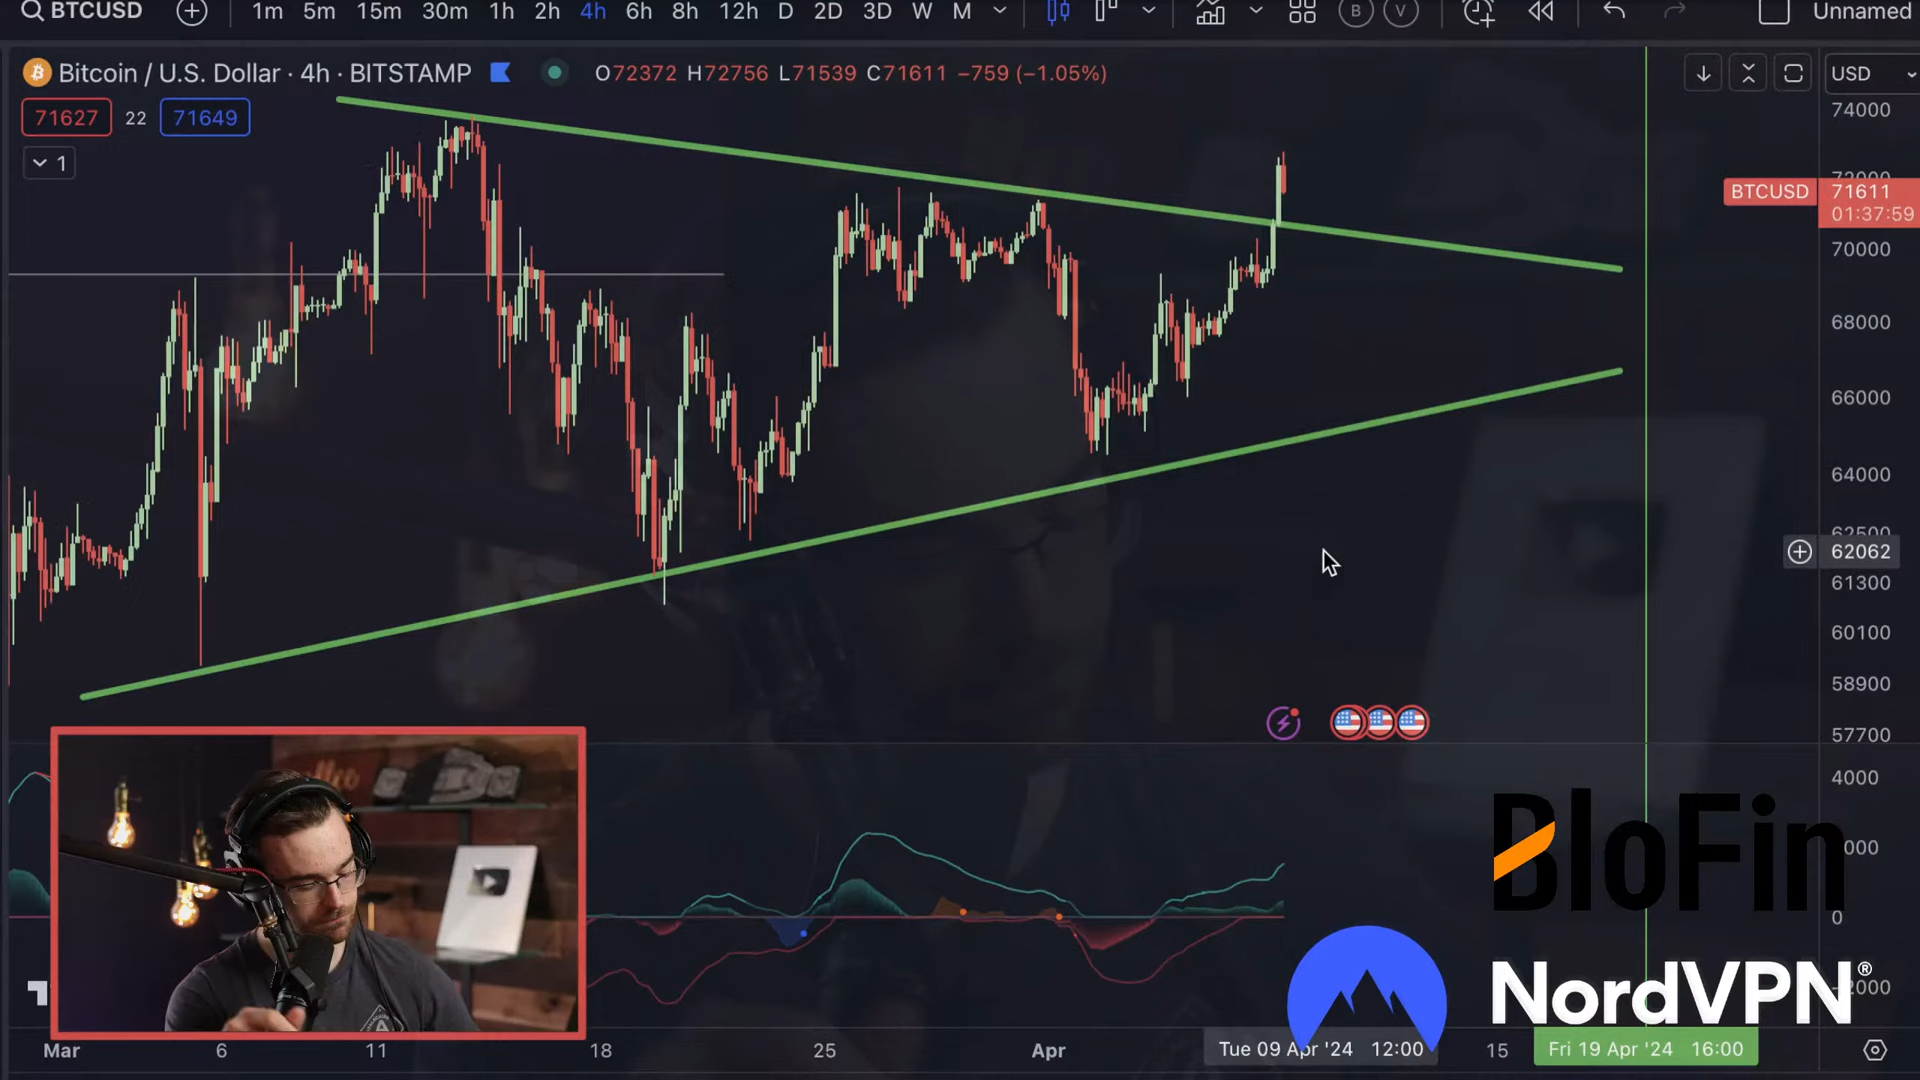 BTCUSD 1m 5m 15m 30m 1h 2h 4h 6h 8h 12h D 2D 3D W M B V Unnamed
Bitcoin / U.S. Dollar · 4h · BITSTAMP O72372 H72756 L71539 C71611 −759 (−1.05%) USD
71627 22 71649
1
74000
72000
BTCUSD 71611
01:37:59
70000
68000
66000
64000
62500
62062
61300
60100
58900
57700
4000
000
0
2000
BloFin
NordVPN®
Mar 6 11 18 25 Apr Tue 09 Apr '24 12:00 15 Fri 19 Apr '24 16:00